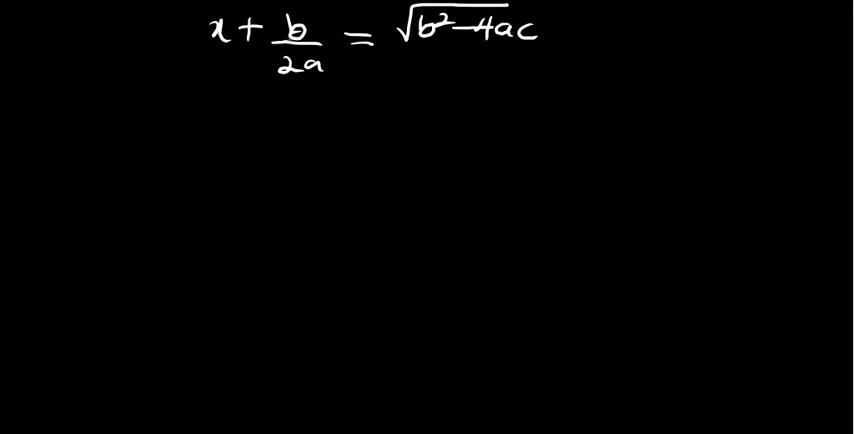 x + b/2a = √b²-4ac